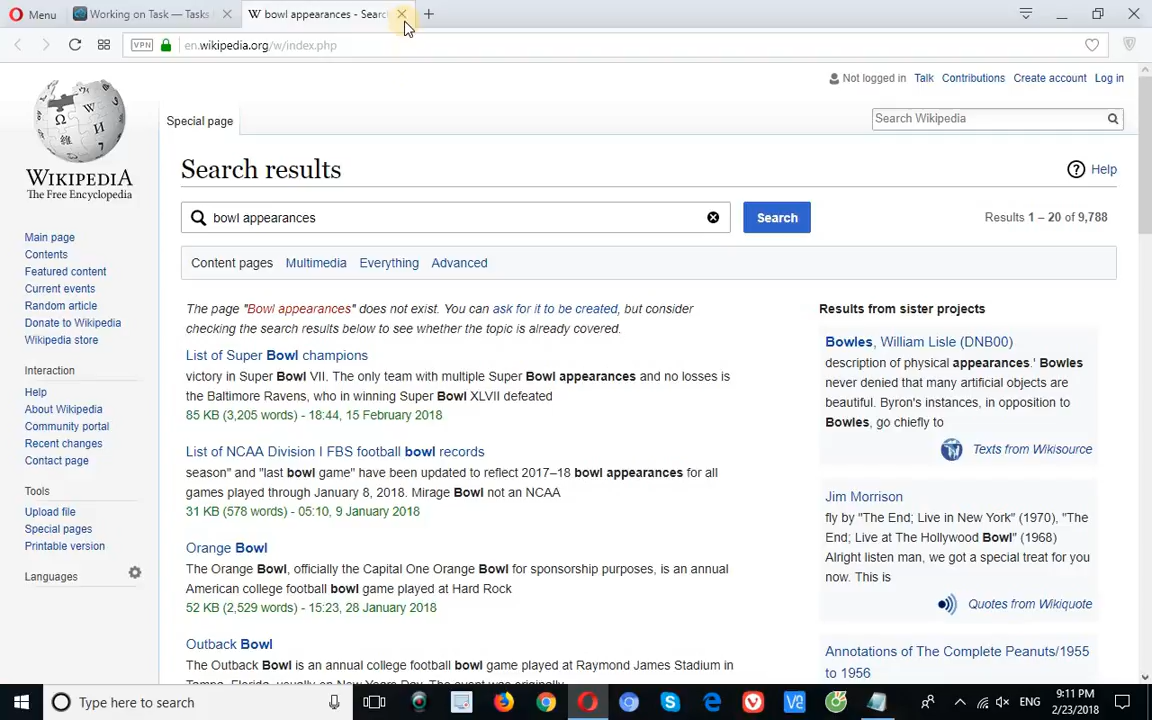 Menu
Working on Task — Tasks
W bowl appearances - Searc
VPN
en.wikipedia.org/w/index.php
Not logged in Talk Contributions Create account Log in
Special page
Search Wikipedia
WIKIPEDIA
The Free Encyclopedia
Main page
Contents
Featured content
Current events
Random article
Donate to Wikipedia
Wikipedia store
Interaction
Help
About Wikipedia
Community portal
Recent changes
Contact page
Tools
Upload file
Special pages
Printable version
Languages
Search results
Help
bowl appearances
Search
Results 1 – 20 of 9,788
Content pages Multimedia Everything Advanced
The page "Bowl appearances" does not exist. You can ask for it to be created, but consider
checking the search results below to see whether the topic is already covered.
List of Super Bowl champions
victory in Super Bowl VII. The only team with multiple Super Bowl appearances and no losses is
the Baltimore Ravens, who in winning Super Bowl XLVII defeated
85 KB (3,205 words) - 18:44, 15 February 2018
List of NCAA Division I FBS football bowl records
season" and "last bowl game" have been updated to reflect 2017–18 bowl appearances for all
games played through January 8, 2018. Mirage Bowl not an NCAA
31 KB (578 words) - 05:10, 9 January 2018
Orange Bowl
The Orange Bowl, officially the Capital One Orange Bowl for sponsorship purposes, is an annual
American college football bowl game played at Hard Rock
52 KB (2,529 words) - 15:23, 28 January 2018
Outback Bowl
The Outback Bowl is an annual college football bowl game played at Raymond James Stadium in
Tampa, Florida, usually on New Years Day. The event was originally
Results from sister projects
Bowles, William Lisle (DNB00)
description of physical appearances.' Bowles
never denied that many artificial objects are
beautiful. Byron's instances, in opposition to
Bowles, go chiefly to
Texts from Wikisource
Jim Morrison
fly by "The End; Live in New York" (1970), "The
End; Live at The Hollywood Bowl" (1968)
Alright listen man, we got a special treat for you
now. This is
Quotes from Wikiquote
Annotations of The Complete Peanuts/1955
to 1956
Type here to search
ENG
9:11 PM
2/23/2018